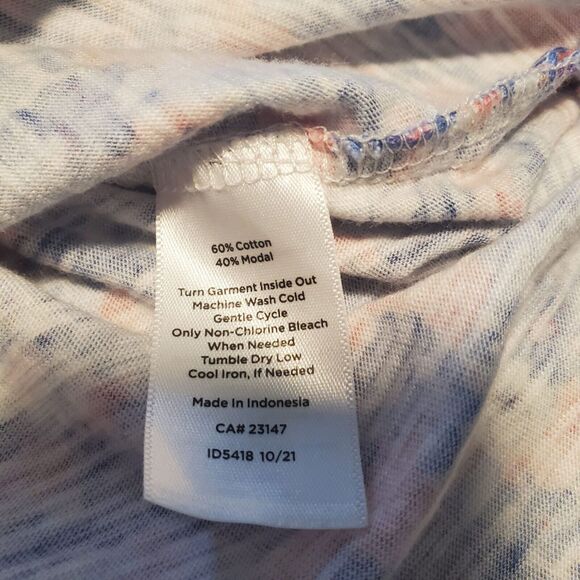 60% Cotton
40% Modal
Turn Garment Inside Out
Machine Wash Cold
Gentle Cycle
Only Non-Chlorine Bleach
When Needed
Tumble Dry Low
Cool Iron, If Needed
Made In Indonesia
CA# 23147
ID5418 10/21